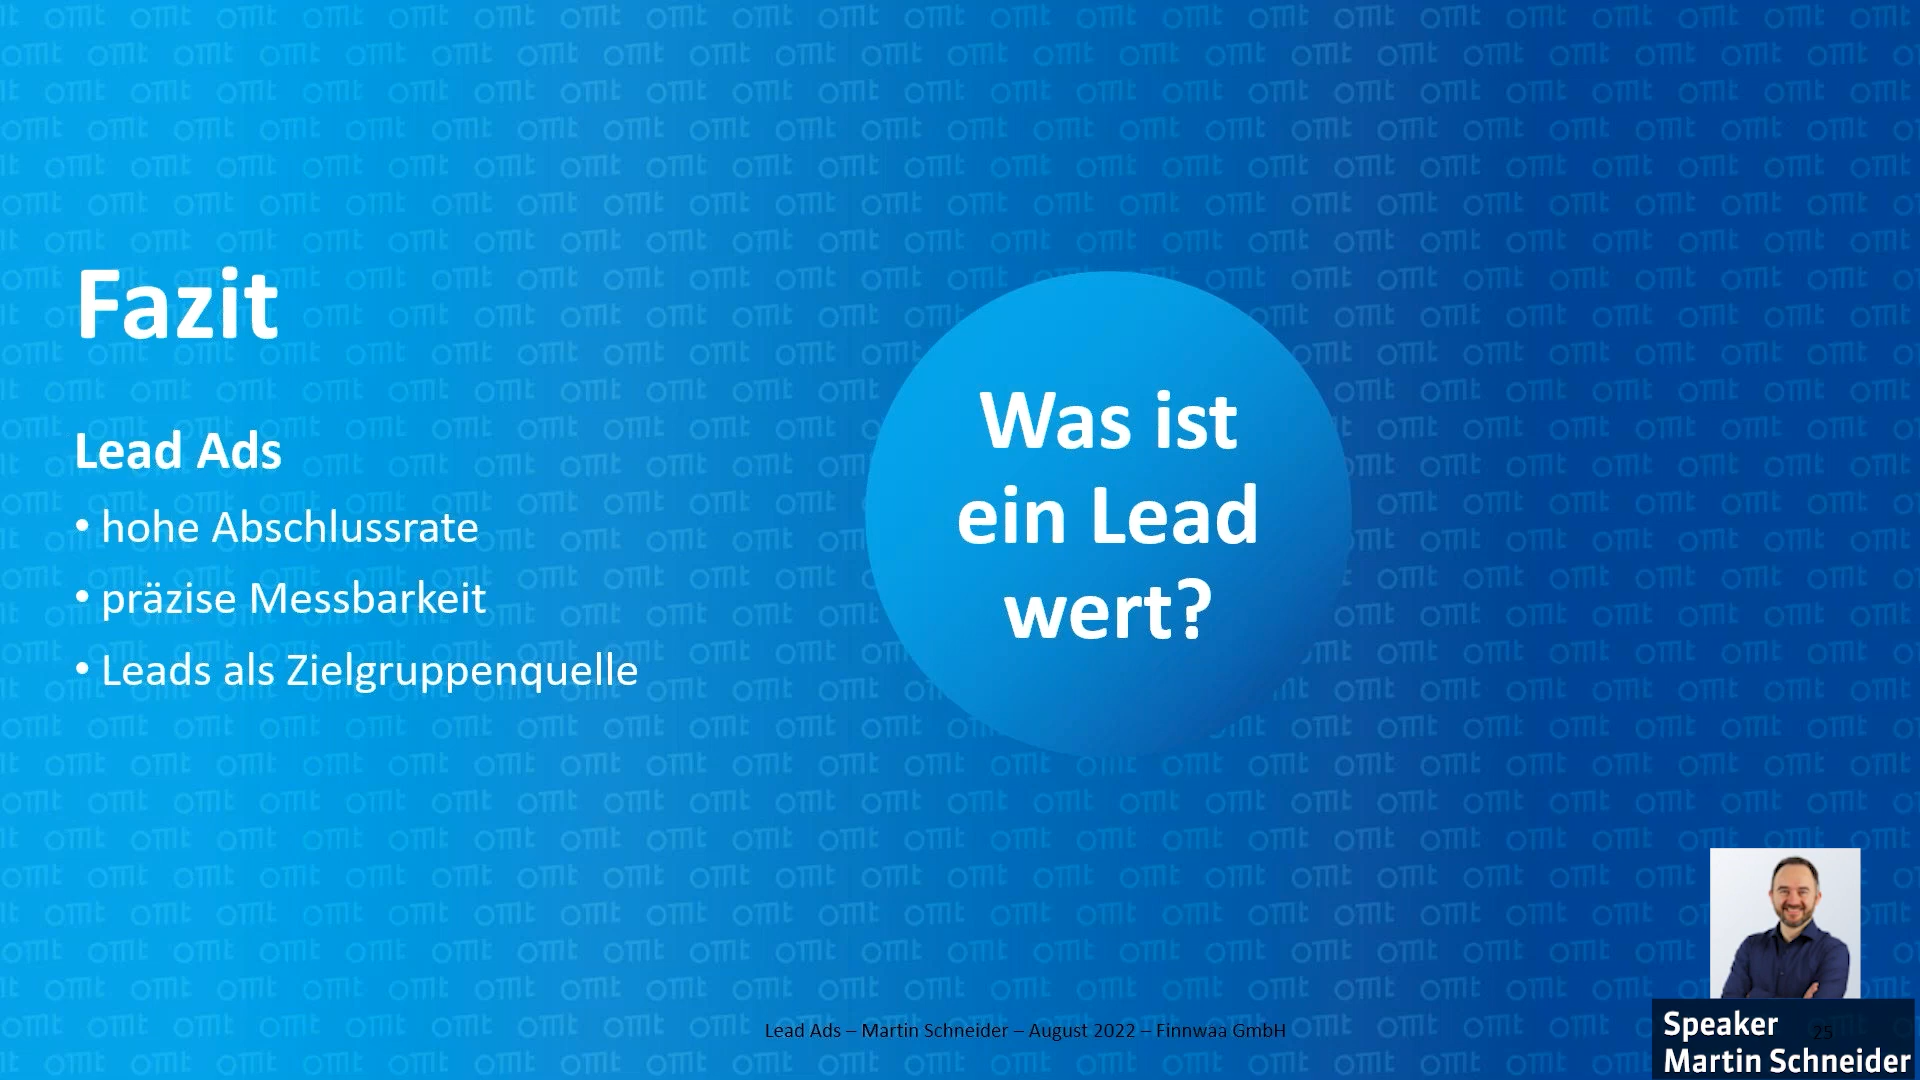 Fazit
Lead Ads
• hohe Abschlussrate
• präzise Messbarkeit
• Leads als Zielgruppenquelle
Was ist
ein Lead
wert?
Lead Ads – Martin Schneider – August 2022 – Finnwaa GmbH
25
Speaker
Martin Schneider